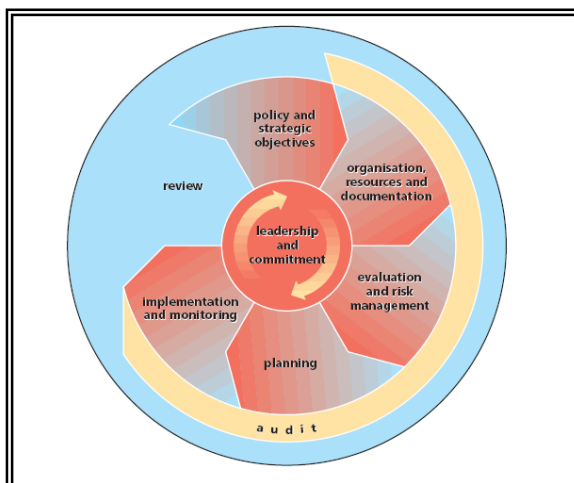 policy and
strategic
objectives
organisation,
resources and
documentation
review
leadership
and
commitment
evaluation
and risk
management
implementation
and monitoring
planning
audit